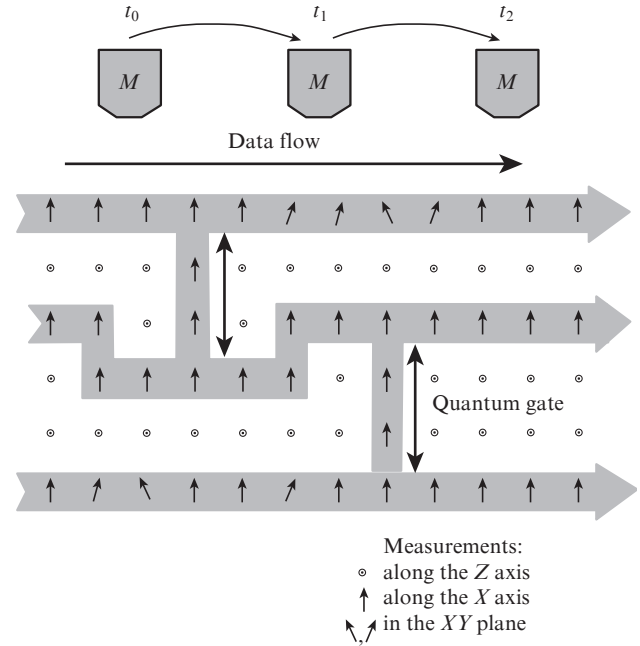 t0 t1 t2
M M M
Data flow
Quantum gate
Measurements:
along the Z axis
along the X axis
in the XY plane